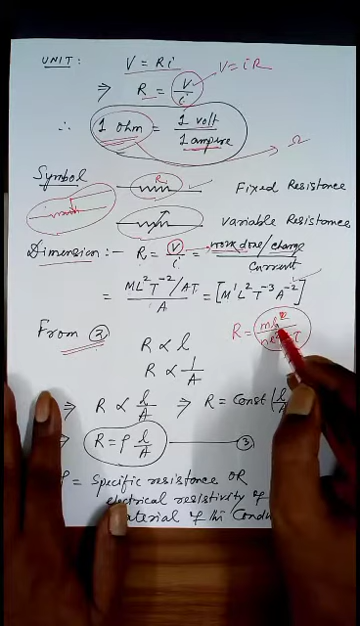 UNIT :
V = Ri
⇒ R = V/i V = iR
∴ 1 ohm = 1 volt / 1 ampere Ω
Symbol R Fixed Resistance
Variable Resistance
Dimension :- R = V/i = work done/charge / current
= ML²T⁻²/AT / A = [M¹L²T⁻³A⁻²]
From ②
R ∝ l
R ∝ 1/A
⇒ R ∝ l/A ⇒ R = Const (l/A
R = ρ l/A ③
= Specific resistance OR
electrical resistivity of
material of the